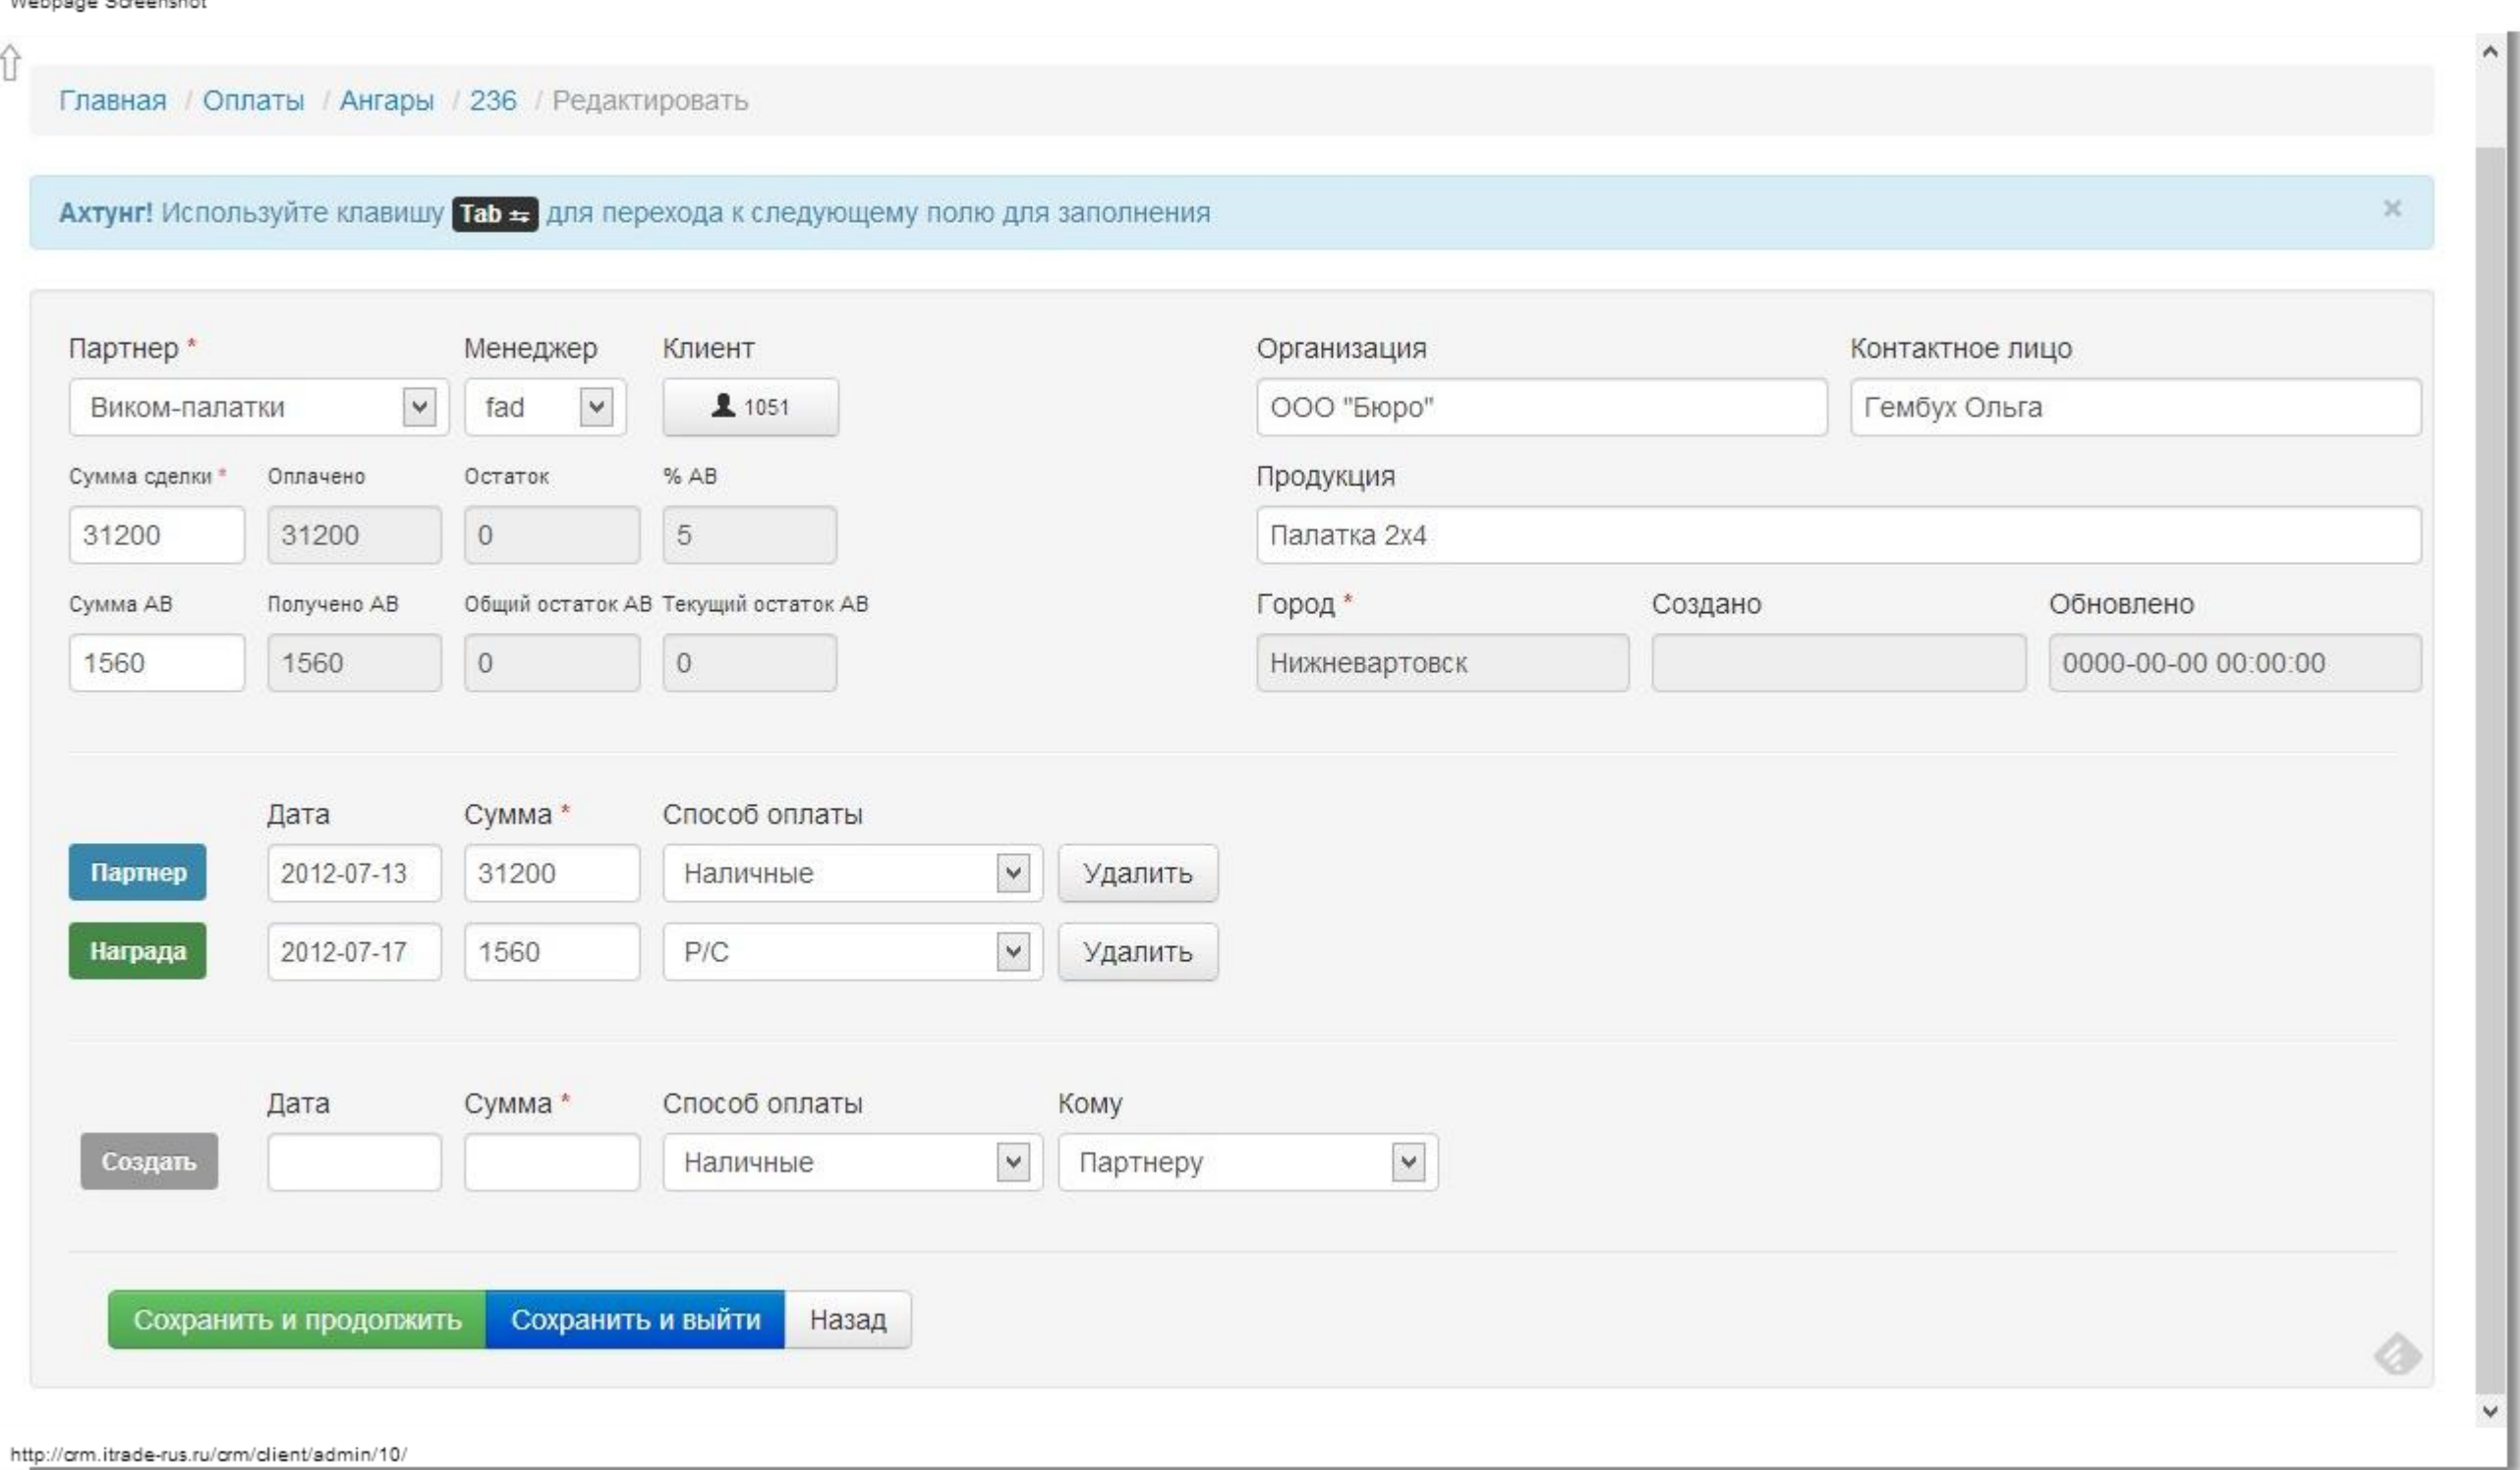 Webpage Screenshot
Главная / Оплаты / Ангары / 236 / Редактировать
Ахтунг! Используйте клавишу Tab ⇆ для перехода к следующему полю для заполнения ×
Партнер * Менеджер Клиент Организация Контактное лицо
Виком-палатки fad 1051 ООО "Бюро" Гембух Ольга
Сумма сделки * Оплачено Остаток % АВ Продукция
31200 31200 0 5 Палатка 2х4
Сумма АВ Получено АВ Общий остаток АВ Текущий остаток АВ Город * Создано Обновлено
1560 1560 0 0 Нижневартовск 0000-00-00 00:00:00
Дата Сумма * Способ оплаты
Партнер 2012-07-13 31200 Наличные Удалить
Награда 2012-07-17 1560 Р/С Удалить
Дата Сумма * Способ оплаты Кому
Создать Наличные Партнеру
Сохранить и продолжить Сохранить и выйти Назад
http://crm.itrade-rus.ru/crm/client/admin/10/